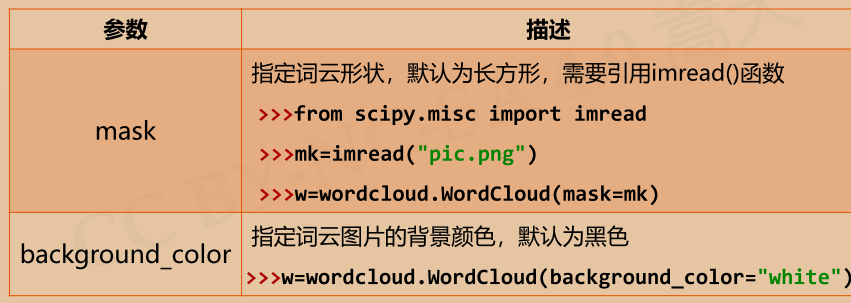 参数 描述
指定词云形状，默认为长方形，需要引用imread()函数
>>>from scipy.misc import imread
mask
>>>mk=imread("pic.png")
>>>w=wordcloud.WordCloud(mask=mk)
指定词云图片的背景颜色，默认为黑色
background_color
>>>w=wordcloud.WordCloud(background_color="white")